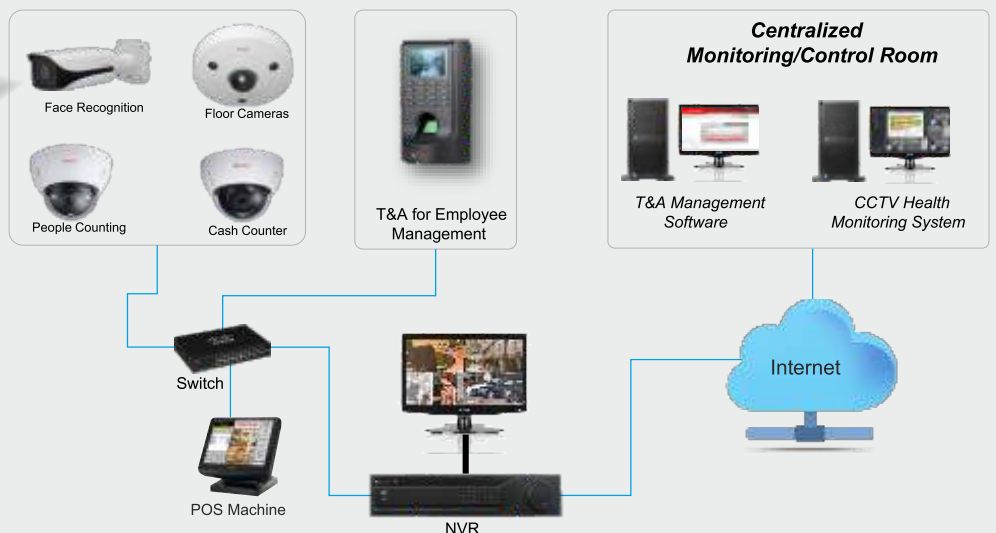 Face Recognition
Floor Cameras
People Counting
Cash Counter
T&A for Employee
Management
Centralized
Monitoring/Control Room
T&A Management
Software
CCTV Health
Monitoring System
Switch
POS Machine
NVR
Internet